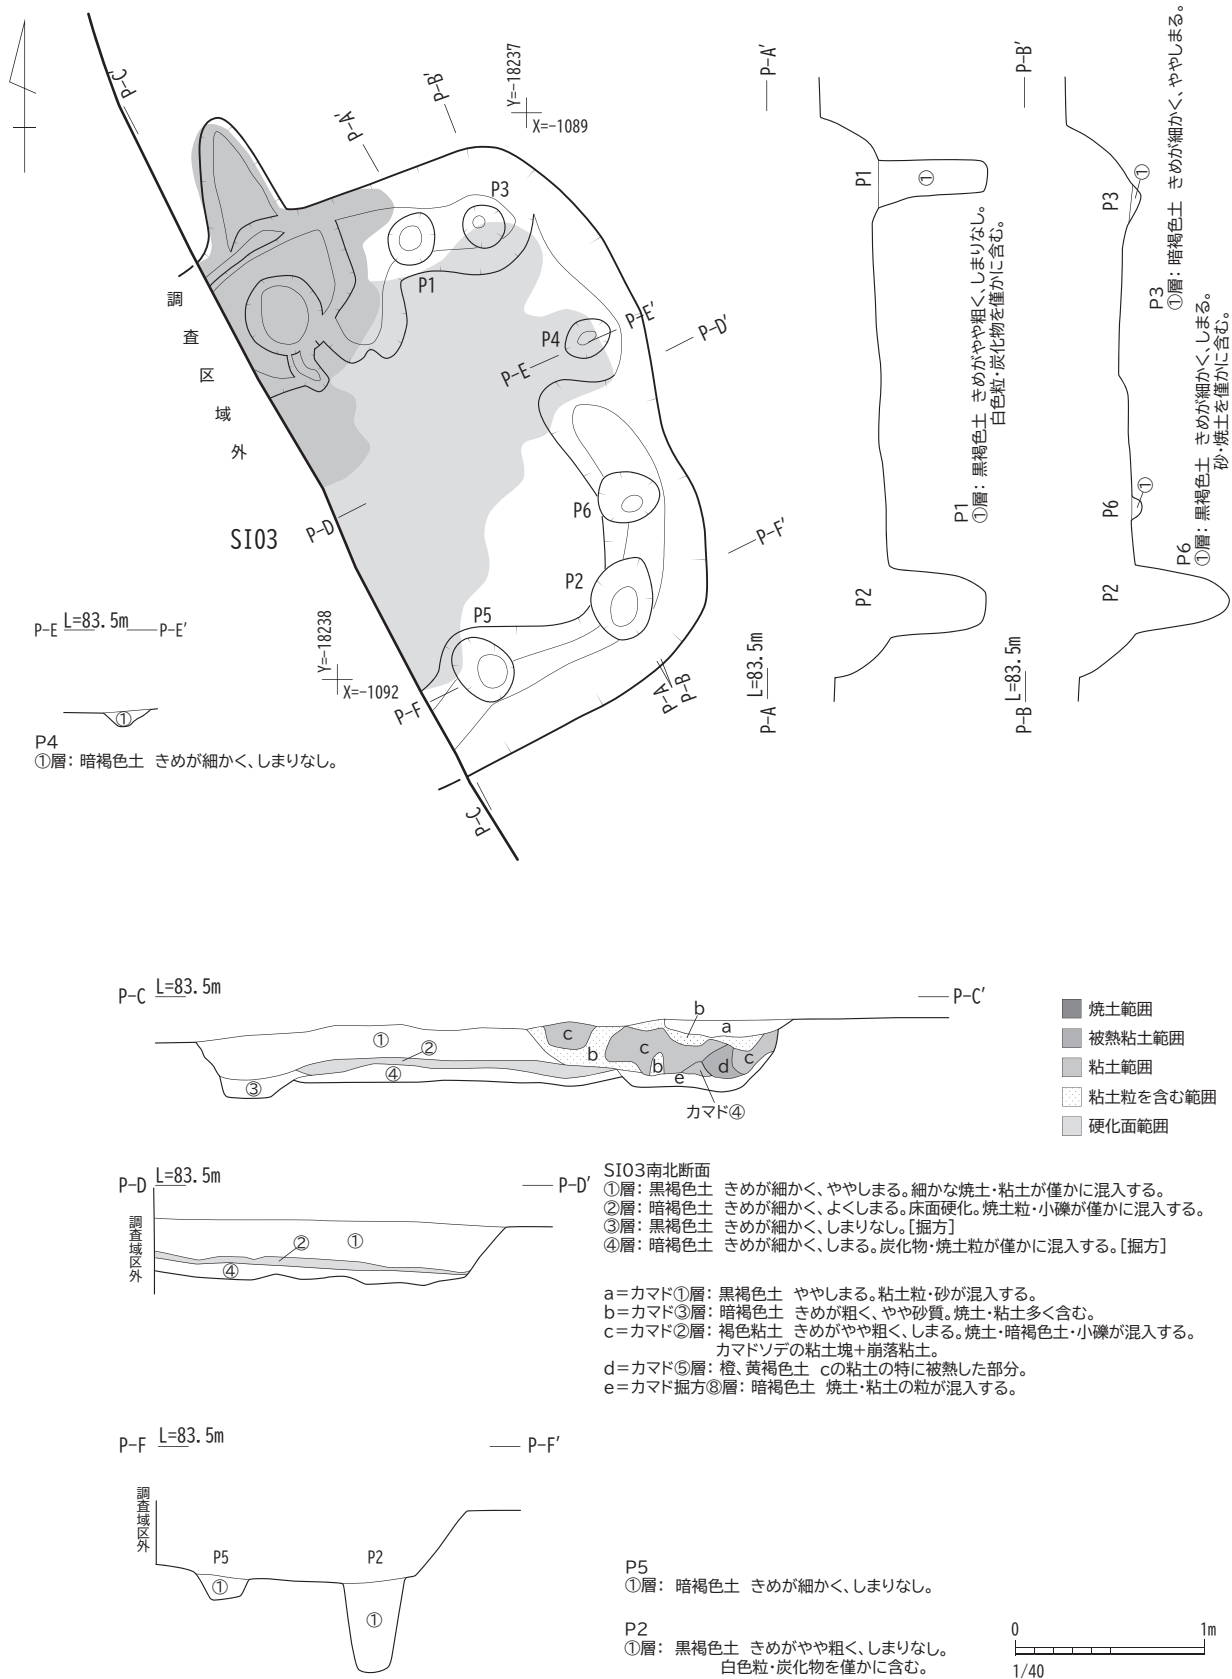 P-C'
P-A'
P-B'
Y=-18237
X=-1089
P3
P1
調査区域外
P4
P-E'
P-E
P-D'
P6
P-D
SI03
P-F'
P2
P5
Y=-18238
X=-1092
P-F
P-A
P-B
P-C
P-E L=83.5m P-E'
①
P4
①層：暗褐色土 きめが細かく、しまりなし。
P-A'
P1
①
P2
P-A L=83.5m
P1
①層：黒褐色土 きめがやや粗く、しまりなし。
白色粒・炭化物を僅かに含む。
P-B'
P3
①
P6
①
P2
P-B L=83.5m
P3
①層：暗褐色土 きめが細かく、ややしまる。
P6
①層：黒褐色土 きめが細かく、しまる。
砂・焼土を僅かに含む。
P-C L=83.5m P-C'
b
a
c
①
②
b
c
④
b
d
c
③
e
カマド④
焼土範囲
被熱粘土範囲
粘土範囲
粘土粒を含む範囲
硬化面範囲
P-D L=83.5m P-D'
調査域区外
②
①
④
SI03南北断面
①層：黒褐色土 きめが細かく、ややしまる。細かな焼土・粘土が僅かに混入する。
②層：暗褐色土 きめが細かく、よくしまる。床面硬化。焼土粒・小礫が僅かに混入する。
③層：黒褐色土 きめが細かく、しまりなし。[掘方]
④層：暗褐色土 きめが細かく、しまる。炭化物・焼土粒が僅かに混入する。[掘方]
a＝カマド①層：黒褐色土 ややしまる。粘土粒・砂が混入する。
b＝カマド③層：暗褐色土 きめが粗く、やや砂質。焼土・粘土多く含む。
c＝カマド②層：褐色粘土 きめがやや粗く、しまる。焼土・暗褐色土・小礫が混入する。
カマドソデの粘土塊＋崩落粘土。
d＝カマド⑤層：橙、黄褐色土 cの粘土の特に被熱した部分。
e＝カマド掘方⑧層：暗褐色土 焼土・粘土の粒が混入する。
P-F L=83.5m P-F'
調査域区外
P5
P2
①
①
P5
①層： 暗褐色土 きめが細かく、しまりなし。
P2
①層： 黒褐色土 きめがやや粗く、しまりなし。
白色粒・炭化物を僅かに含む。
0 1m
1/40